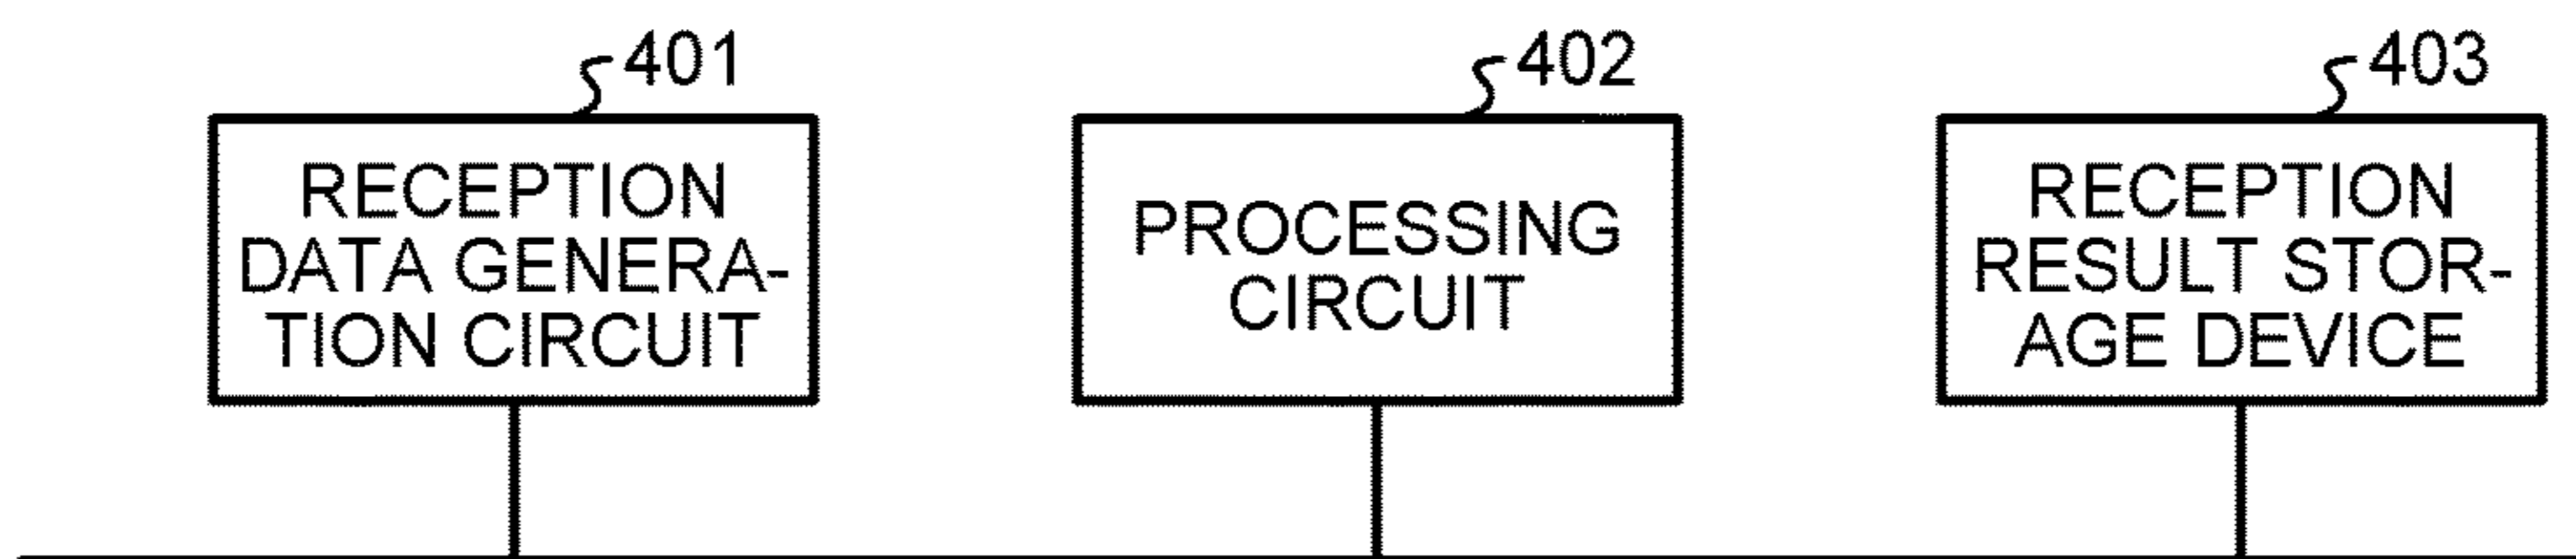 401
RECEPTION
DATA GENERA-
TION CIRCUIT
402
PROCESSING
CIRCUIT
403
RECEPTION
RESULT STOR-
AGE DEVICE